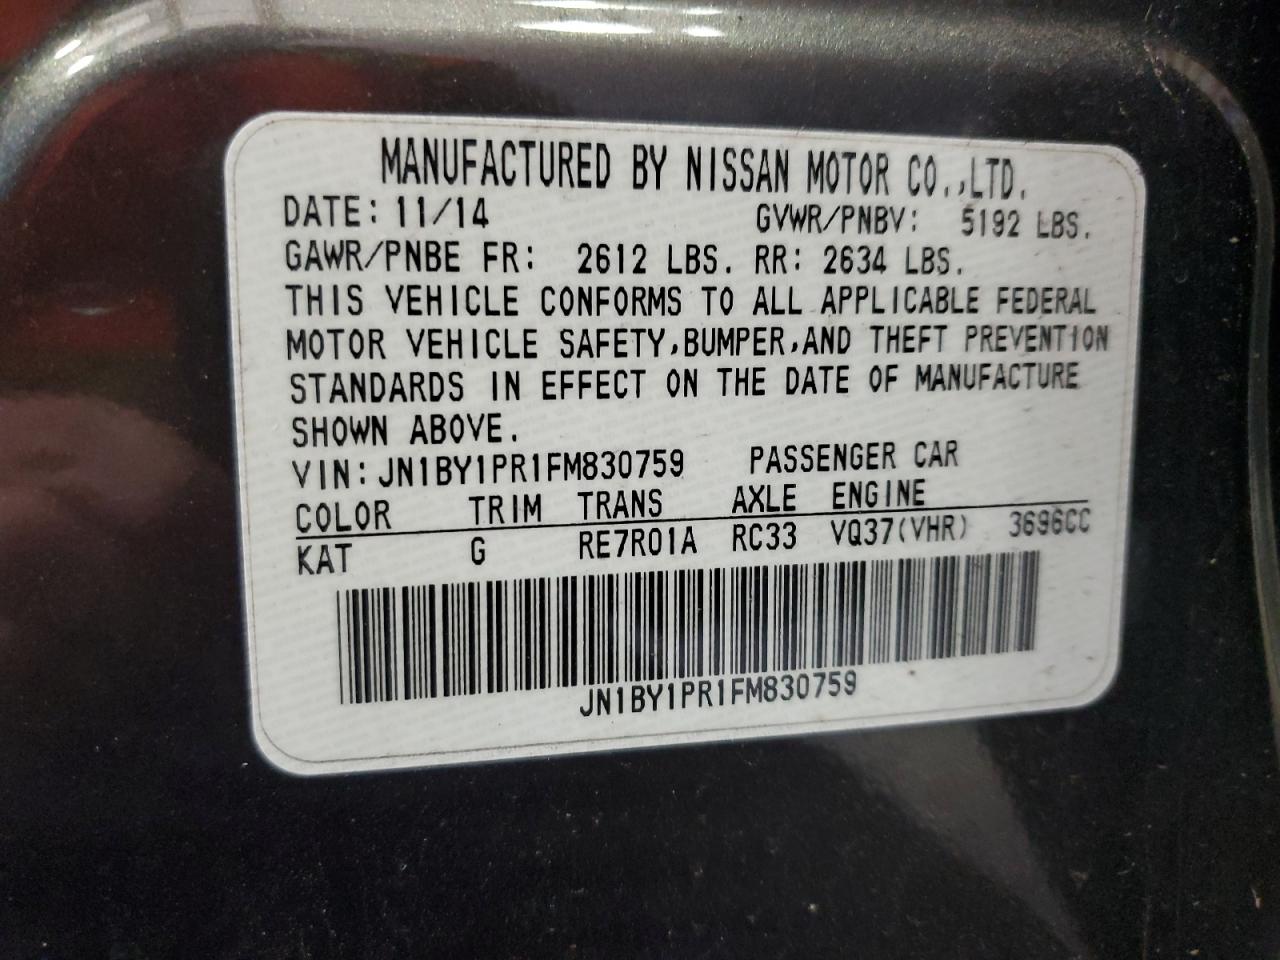 MANUFACTURED BY NISSAN MOTOR CO.,LTD.
DATE: 11/14 GVWR/PNBV: 5192 LBS.
GAWR/PNBE FR: 2612 LBS. RR: 2634 LBS.
THIS VEHICLE CONFORMS TO ALL APPLICABLE FEDERAL
MOTOR VEHICLE SAFETY,BUMPER,AND THEFT PREVENTION
STANDARDS IN EFFECT ON THE DATE OF MANUFACTURE
SHOWN ABOVE.
VIN:JN1BY1PR1FM830759 PASSENGER CAR
COLOR TRIM TRANS AXLE ENGINE
KAT G RE7R01A RC33 VQ37(VHR) 3696CC
JN1BY1PR1FM830759